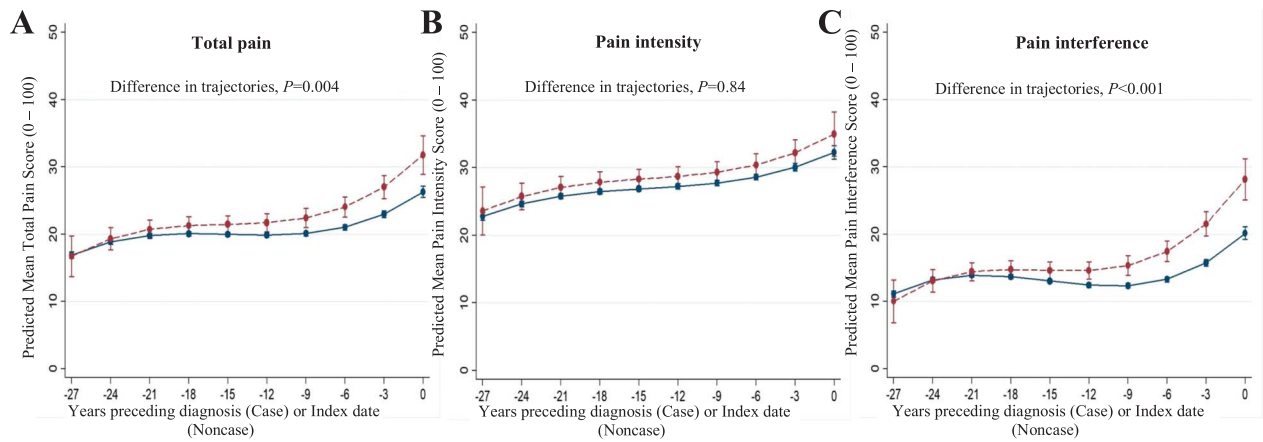 A
Total pain
Difference in trajectories, P=0.004
Predicted Mean Total Pain Score (0 – 100)
50
40
30
20
10
0
-27 -24 -21 -18 -15 -12 -9 -6 -3 0
Years preceding diagnosis (Case) or Index date
(Noncase)
B
Pain intensity
Difference in trajectories, P=0.84
Predicted Mean Pain Intensity Score (0 – 100)
50
40
30
20
10
0
-27 -24 -21 -18 -15 -12 -9 -6 -3 0
Years preceding diagnosis (Case) or Index date
(Noncase)
C
Pain interference
Difference in trajectories, P<0.001
Predicted Mean Pain Interference Score (0 – 100)
50
40
30
20
10
0
-27 -24 -21 -18 -15 -12 -9 -6 -3 0
Years preceding diagnosis (Case) or Index date
(Noncase)